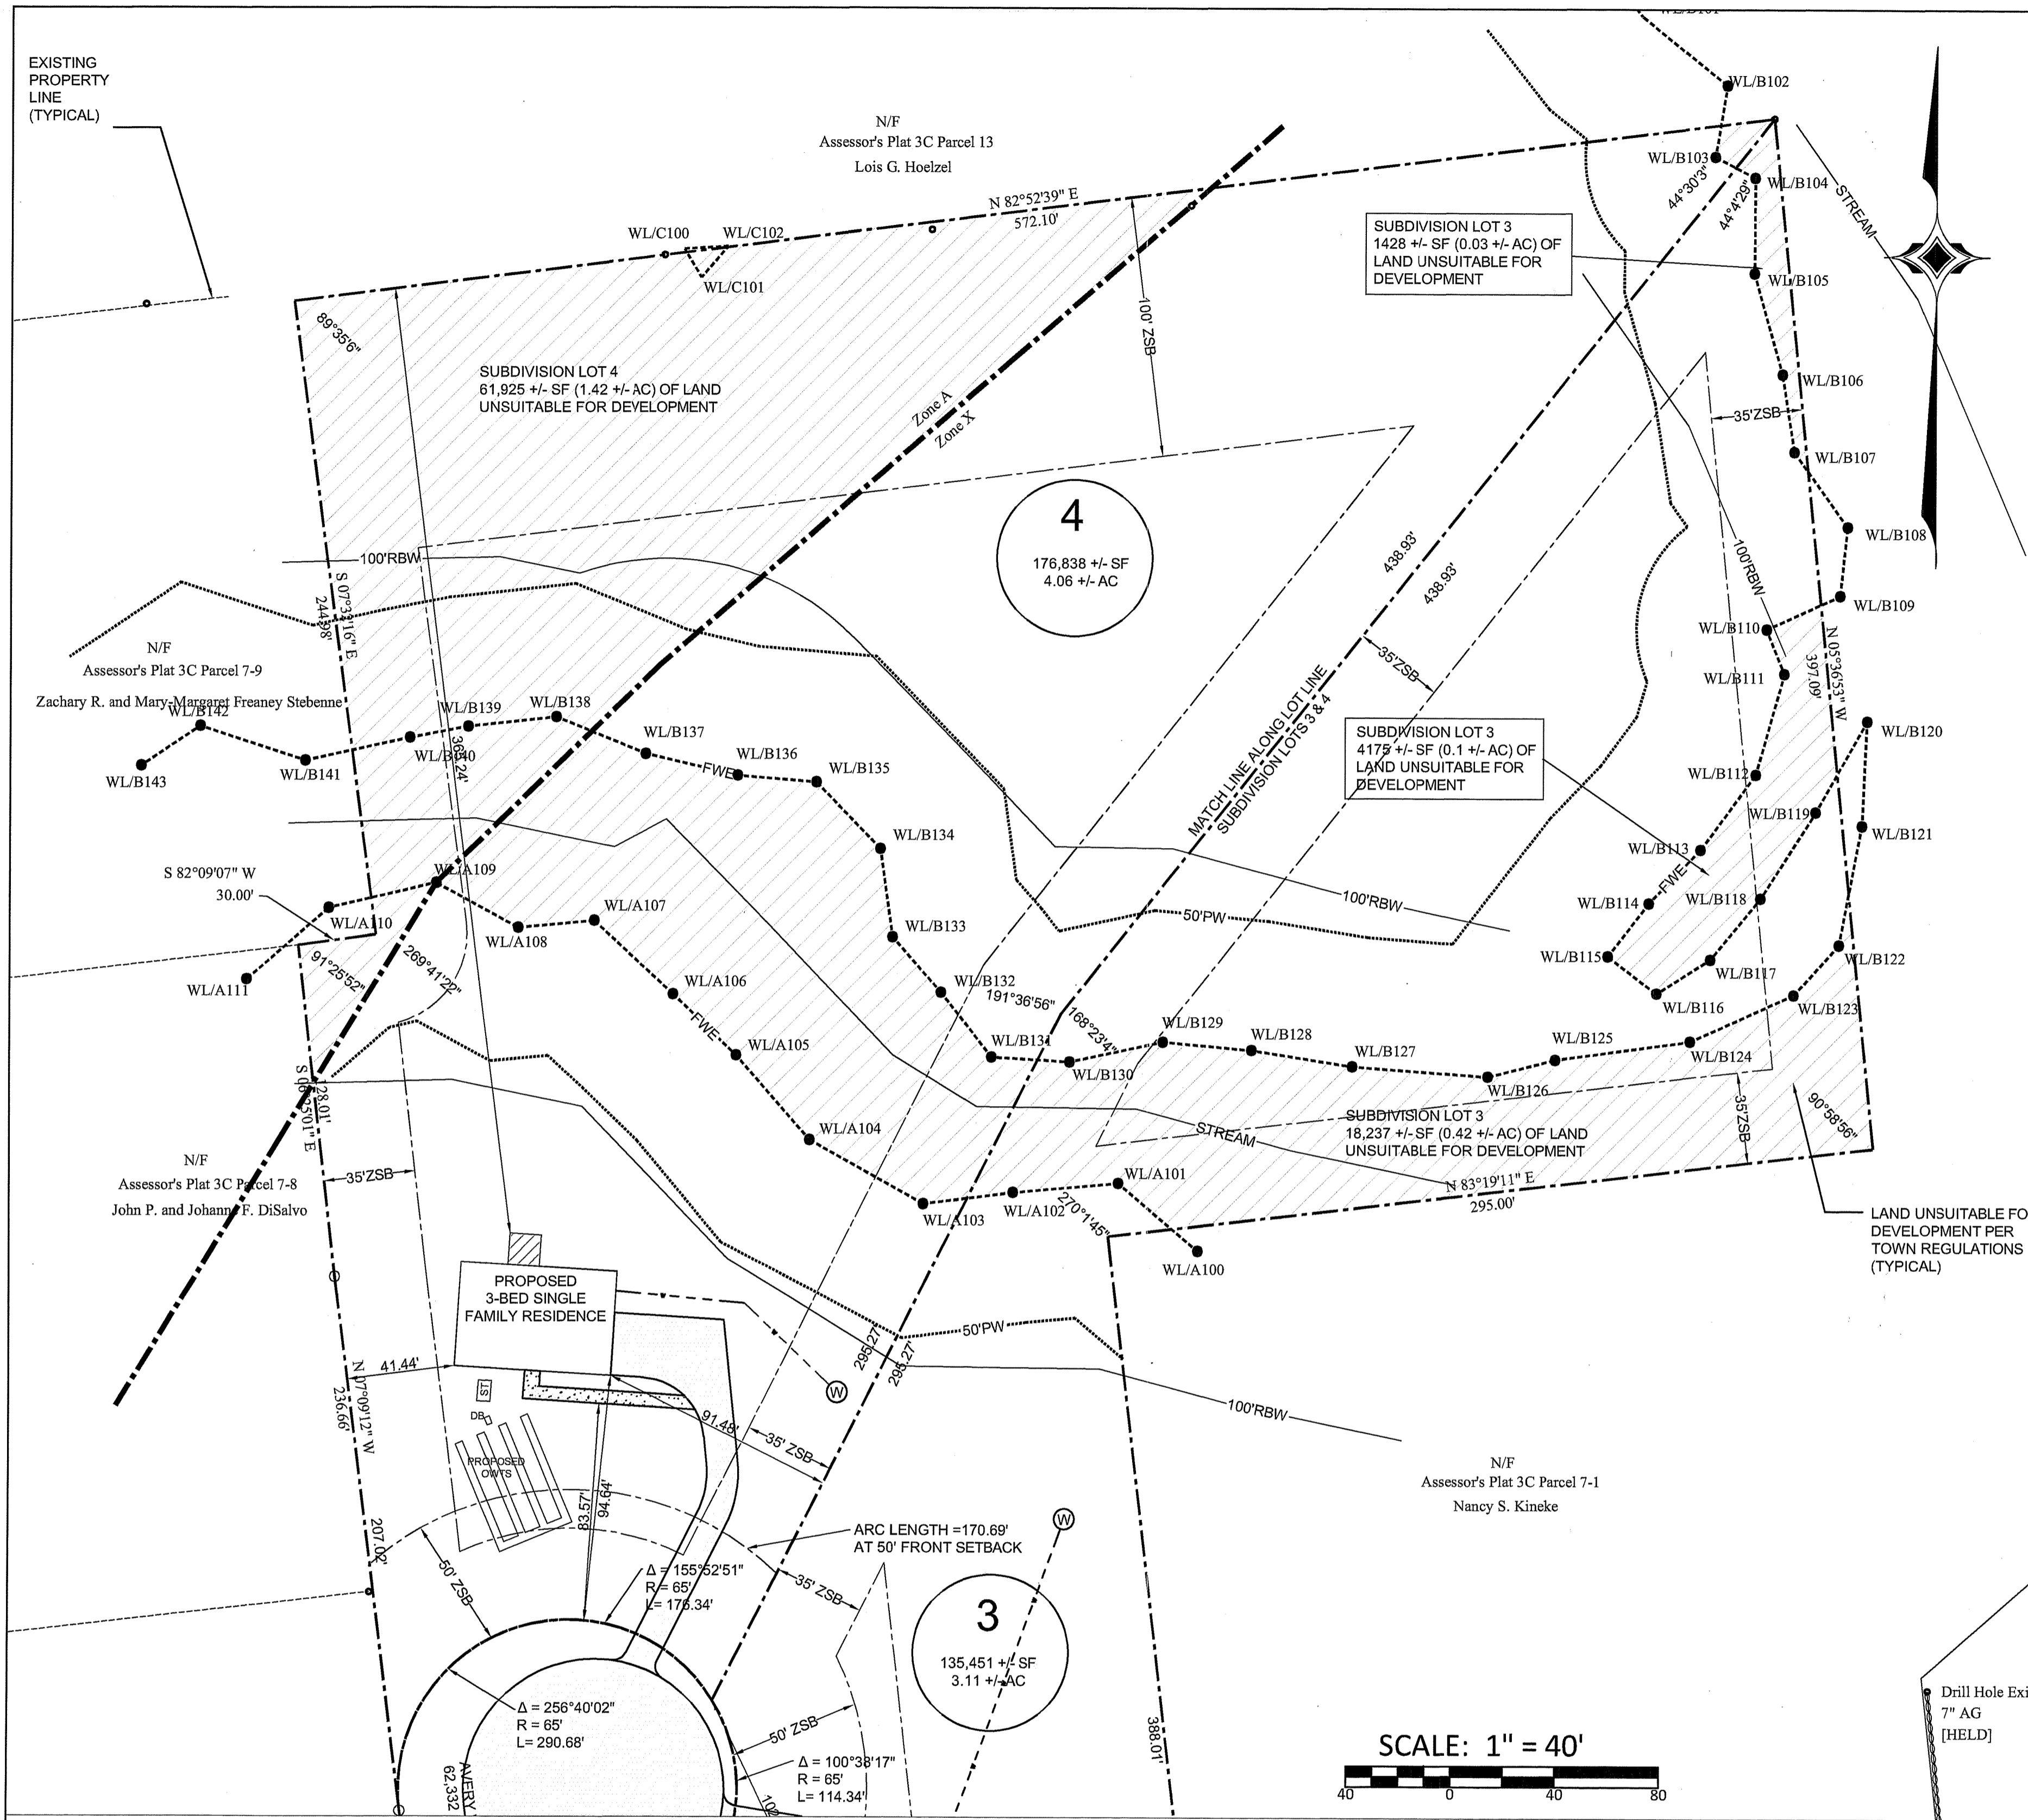 EXISTING
PROPERTY
LINE
(TYPICAL)
N/F
Assessor's Plat 3C Parcel 13
Lois G. Hoelzel
WL/B102
WL/B103
WL/B104
44°30'3"
44°4'29"
STREAM
N 82°52'39" E
572.10'
WL/C100
WL/C102
WL/C101
SUBDIVISION LOT 3
1428 +/- SF (0.03 +/- AC) OF
LAND UNSUITABLE FOR
DEVELOPMENT
WL/B105
89°35'6"
100' ZSB
SUBDIVISION LOT 4
61,925 +/- SF (1.42 +/- AC) OF LAND
UNSUITABLE FOR DEVELOPMENT
Zone A
Zone X
WL/B106
35'ZSB
WL/B107
4
176,838 +/- SF
4.06 +/- AC
WL/B108
100'RBW
100'RBW
438.93'
438.93'
S 07°33'16" E
244.98'
WL/B109
WL/B110
N 05°36'53" W
397.09'
N/F
Assessor's Plat 3C Parcel 7-9
Zachary R. and Mary-Margaret Freaney Stebenne
WL/B142
WL/B143
WL/B141
WL/B140
WL/B139
WL/B138
WL/B137
FWE
WL/B136
WL/B135
WL/B134
35'ZSB
MATCH LINE ALONG LOT LINE
SUBDIVISION LOTS 3 & 4
WL/B111
SUBDIVISION LOT 3
4175 +/- SF (0.1 +/- AC) OF
LAND UNSUITABLE FOR
DEVELOPMENT
WL/B120
WL/B112
WL/B119
WL/B121
WL/B113
FWE
WL/B114
WL/B118
WL/B115
WL/B117
WL/B122
WL/B116
WL/B123
S 82°09'07" W
30.00'
WL/A109
WL/A110
WL/A111
91°25'52"
269°41'22"
WL/A108
WL/A107
WL/A106
FWE
WL/A105
WL/A104
WL/B133
WL/B132
50'PW
100'RBW
191°36'56"
168°23'4"
WL/B131
WL/B130
WL/B129
WL/B128
WL/B127
WL/B126
WL/B125
WL/B124
35'ZSB
90°58'56"
STREAM
SUBDIVISION LOT 3
18,237 +/- SF (0.42 +/- AC) OF LAND
UNSUITABLE FOR DEVELOPMENT
N 83°19'11" E
295.00'
128.01'
N/F
Assessor's Plat 3C Parcel 7-8
John P. and Johanna F. DiSalvo
35'ZSB
WL/A103
WL/A102
WL/A101
270°1'45"
WL/A100
LAND UNSUITABLE FO
DEVELOPMENT PER
TOWN REGULATIONS
(TYPICAL)
PROPOSED
3-BED SINGLE
FAMILY RESIDENCE
295.27'
295.27'
50'PW
100'RBW
41.44'
N 07°09'12" W
236.66'
ST
DB
PROPOSED
OWTS
W
91.48'
35' ZSB
83.57'
94.64'
N/F
Assessor's Plat 3C Parcel 7-1
Nancy S. Kineke
207.02'
50' ZSB
ARC LENGTH =170.69'
AT 50' FRONT SETBACK
W
Δ = 155°52'51"
R = 65'
L= 176.34'
35' ZSB
3
135,451 +/- SF
3.11 +/- AC
Δ = 256°40'02"
R = 65'
L= 290.68'
50' ZSB
Δ = 100°38'17"
R = 65'
L= 114.34'
388.01'
AVERY
62,332
102
SCALE: 1" = 40'
40 0 40 80
Drill Hole Exi
7" AG
[HELD]